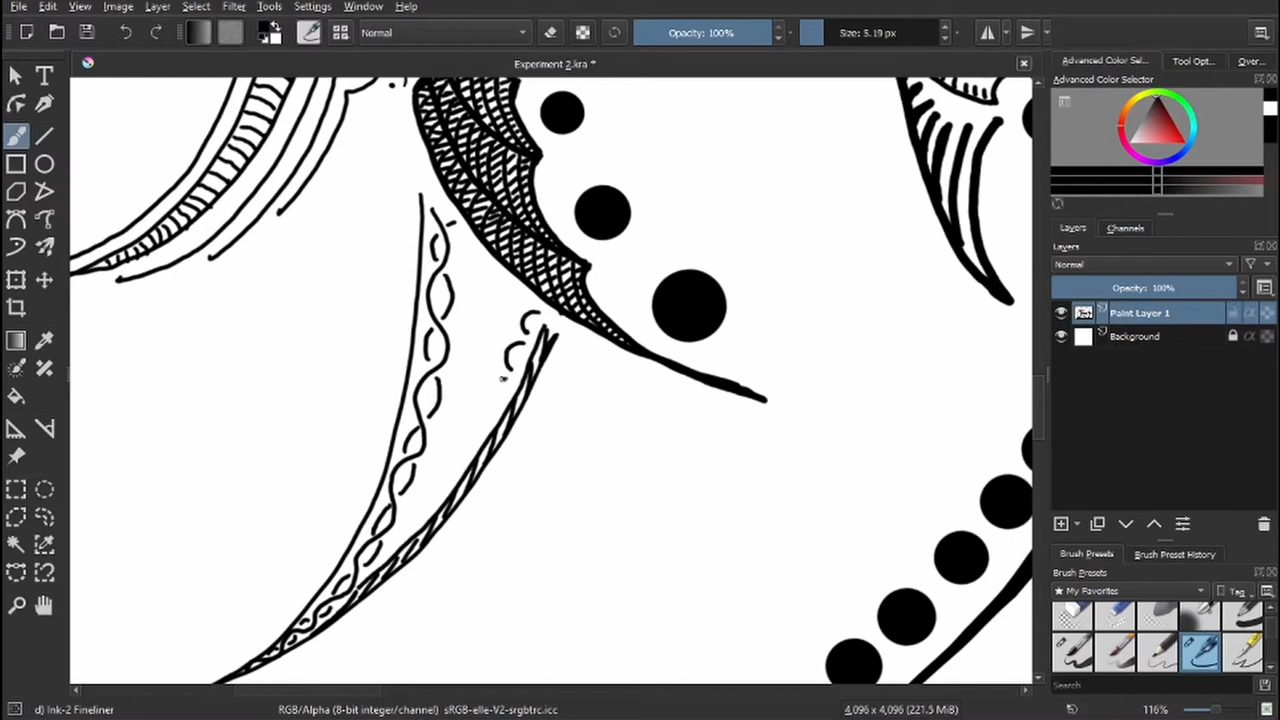 File Edit View Image Layer Select Filter Tools Settings Window Help
Normal Opacity: 100% Size: 5.19 px
Experiment 2.kra *
Advanced Color Sel... Tool Opt... Over...
Advanced Color Selector
Layers Channels
Layers
Normal
Opacity: 100%
Paint Layer 1
Background
Brush Presets Brush Preset History
Brush Presets
My Favorites Tag
Search
d) Ink-2 Fineliner RGB/Alpha (8-bit integer/channel) sRGB-elle-V2-srgbtrc.icc 4,096 x 4,096 (221.5 MiB) 116%